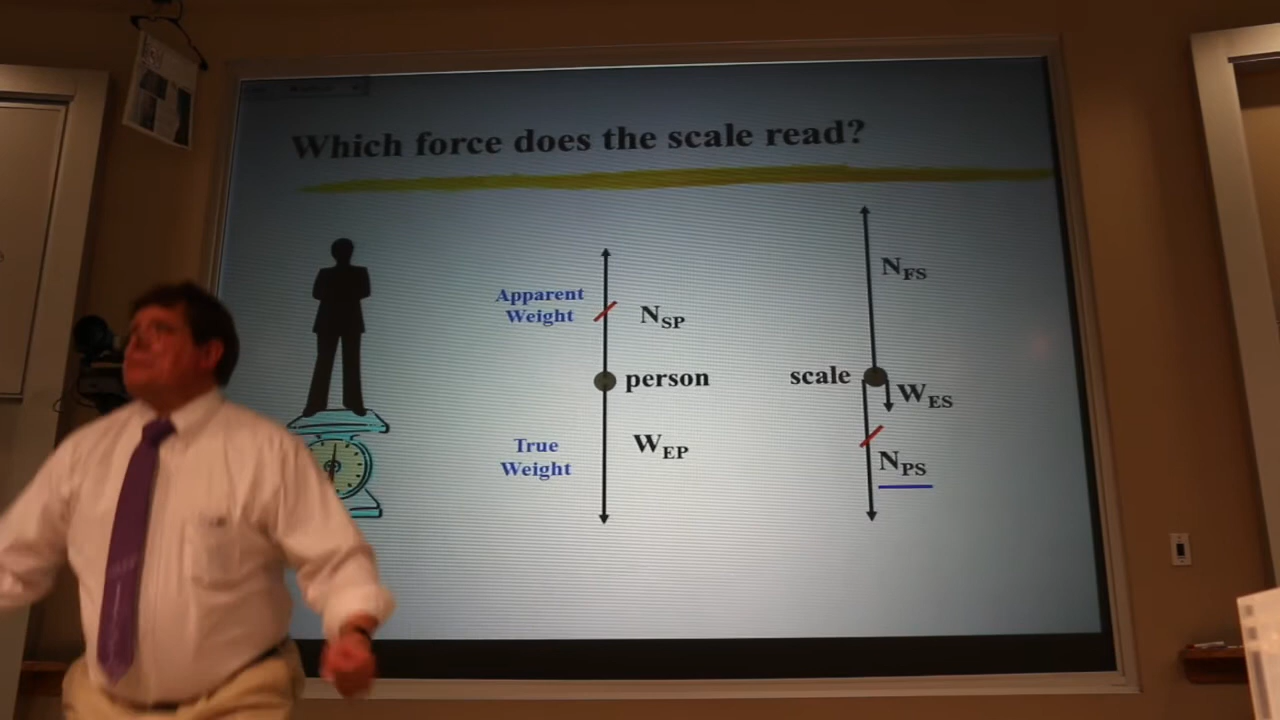 Which force does the scale read?
Apparent
Weight
N_SP
person
True
Weight
W_EP
N_FS
scale
W_ES
N_PS